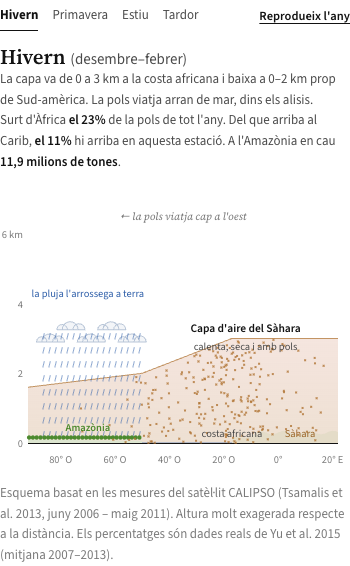 Hivern Primavera Estiu Tardor Reprodueix l'any
Hivern (desembre–febrer)
La capa va de 0 a 3 km a la costa africana i baixa a 0–2 km prop
de Sud-amèrica. La pols viatja arran de mar, dins els alisis.
Surt d'Àfrica el 23% de la pols de tot l'any. Del que arriba al
Carib, el 11% hi arriba en aquesta estació. A l'Amazònia en cau
11,9 milions de tones.
← la pols viatja cap a l'oest
6 km
la pluja l'arrossega a terra
4
Capa d'aire del Sàhara
calenta, seca i amb pols
2
Amazònia
costa africana
Sàhara
0
80° O 60° O 40° O 20° O 0° 20° E
Esquema basat en les mesures del satèl·lit CALIPSO (Tsamalis et
al. 2013, juny 2006 – maig 2011). Altura molt exagerada respecte
a la distància. Els percentatges són dades reals de Yu et al. 2015
(mitjana 2007–2013).